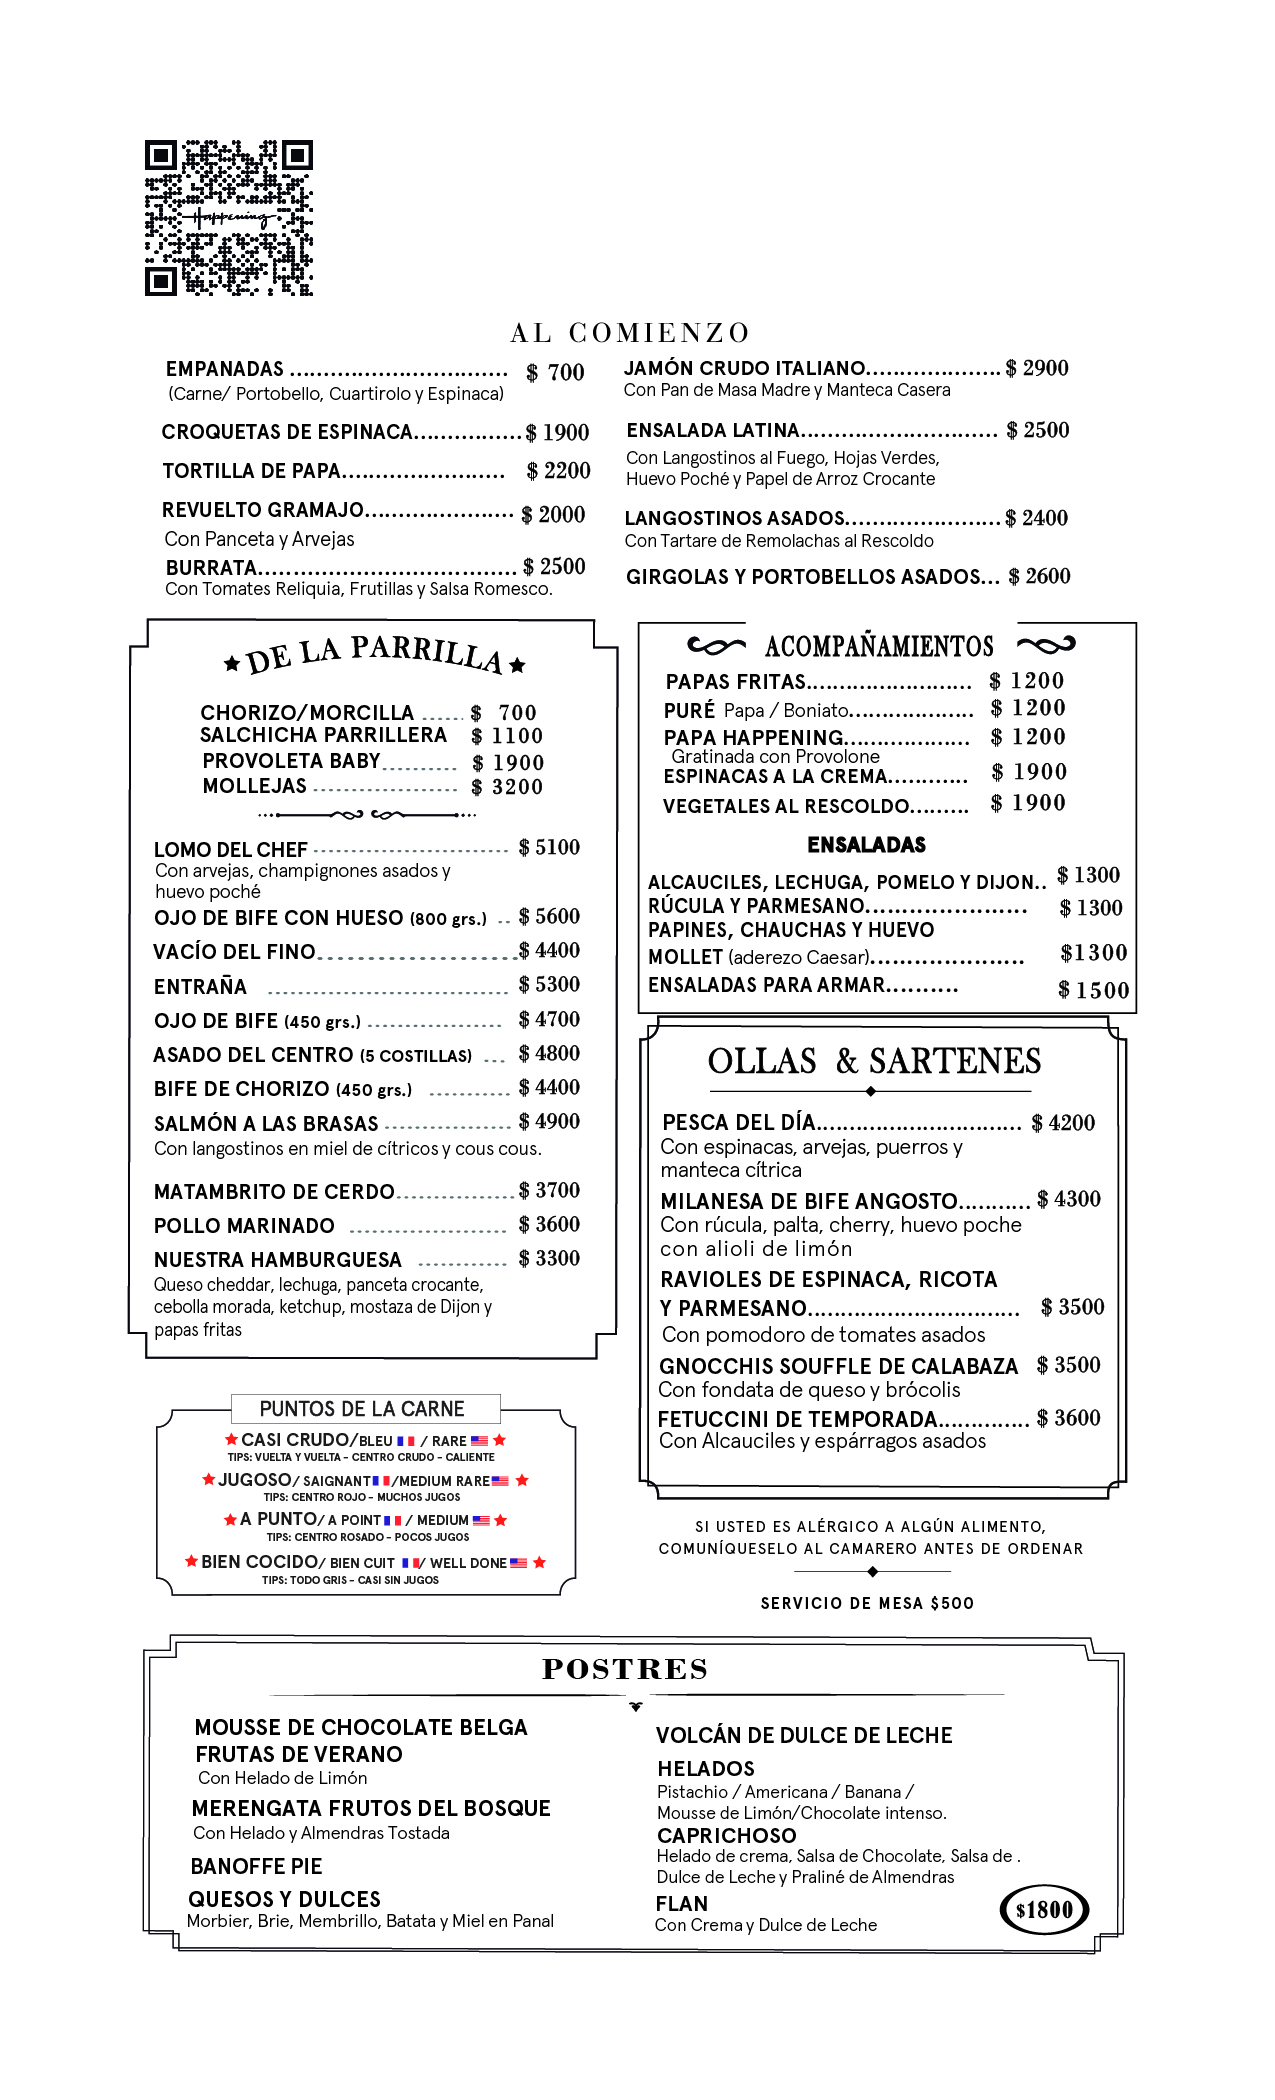 Happening
AL COMIENZO
EMPANADAS ................................ $ 700
(Carne/ Portobello, Cuartirolo y Espinaca)
CROQUETAS DE ESPINACA................ $ 1900
TORTILLA DE PAPA........................ $ 2200
REVUELTO GRAMAJO...................... $ 2000
Con Panceta y Arvejas
BURRATA...................................... $ 2500
Con Tomates Reliquia, Frutillas y Salsa Romesco.
JAMÓN CRUDO ITALIANO.................... $ 2900
Con Pan de Masa Madre y Manteca Casera
ENSALADA LATINA............................. $ 2500
Con Langostinos al Fuego, Hojas Verdes,
Huevo Poché y Papel de Arroz Crocante
LANGOSTINOS ASADOS....................... $ 2400
Con Tartare de Remolachas al Rescoldo
GIRGOLAS Y PORTOBELLOS ASADOS... $ 2600
DE LA PARRILLA
CHORIZO/MORCILLA ...... $ 700
SALCHICHA PARRILLERA $ 1100
PROVOLETA BABY........... $ 1900
MOLLEJAS ..................... $ 3200
LOMO DEL CHEF ............................. $ 5100
Con arvejas, champignones asados y
huevo poché
OJO DE BIFE CON HUESO (800 grs.) .. $ 5600
VACÍO DEL FINO....................... $ 4400
ENTRAÑA ................................... $ 5300
OJO DE BIFE (450 grs.) .................... $ 4700
ASADO DEL CENTRO (5 COSTILLAS) ... $ 4800
BIFE DE CHORIZO (450 grs.) ............ $ 4400
SALMÓN A LAS BRASAS ................... $ 4900
Con langostinos en miel de cítricos y cous cous.
MATAMBRITO DE CERDO.................. $ 3700
POLLO MARINADO ....................... $ 3600
NUESTRA HAMBURGUESA ............. $ 3300
Queso cheddar, lechuga, panceta crocante,
cebolla morada, ketchup, mostaza de Dijon y
papas fritas
ACOMPAÑAMIENTOS
PAPAS FRITAS......................... $ 1200
PURÉ Papa / Boniato................... $ 1200
PAPA HAPPENING................... $ 1200
Gratinada con Provolone
ESPINACAS A LA CREMA............ $ 1900
VEGETALES AL RESCOLDO......... $ 1900
ENSALADAS
ALCAUCILES, LECHUGA, POMELO Y DIJON.. $ 1300
RÚCULA Y PARMESANO....................... $ 1300
PAPINES, CHAUCHAS Y HUEVO
MOLLET (aderezo Caesar)..................... $1300
ENSALADAS PARA ARMAR.......... $ 1500
OLLAS & SARTENES
PESCA DEL DÍA.............................. $ 4200
Con espinacas, arvejas, puerros y
manteca cítrica
MILANESA DE BIFE ANGOSTO.......... $ 4300
Con rúcula, palta, cherry, huevo poche
con alioli de limón
RAVIOLES DE ESPINACA, RICOTA
Y PARMESANO............................... $ 3500
Con pomodoro de tomates asados
GNOCCHIS SOUFFLE DE CALABAZA $ 3500
Con fondata de queso y brócolis
FETUCCINI DE TEMPORADA............. $ 3600
Con Alcauciles y espárragos asados
PUNTOS DE LA CARNE
CASI CRUDO/BLEU / RARE
TIPS: VUELTA Y VUELTA - CENTRO CRUDO - CALIENTE
JUGOSO/ SAIGNANT /MEDIUM RARE
TIPS: CENTRO ROJO - MUCHOS JUGOS
A PUNTO/ A POINT / MEDIUM
TIPS: CENTRO ROSADO - POCOS JUGOS
BIEN COCIDO/ BIEN CUIT / WELL DONE
TIPS: TODO GRIS - CASI SIN JUGOS
SI USTED ES ALÉRGICO A ALGÚN ALIMENTO,
COMUNÍQUESELO AL CAMARERO ANTES DE ORDENAR
SERVICIO DE MESA $500
POSTRES
MOUSSE DE CHOCOLATE BELGA
FRUTAS DE VERANO
Con Helado de Limón
MERENGATA FRUTOS DEL BOSQUE
Con Helado y Almendras Tostada
BANOFFE PIE
QUESOS Y DULCES
Morbier, Brie, Membrillo, Batata y Miel en Panal
VOLCÁN DE DULCE DE LECHE
HELADOS
Pistachio / Americana / Banana /
Mousse de Limón/Chocolate intenso.
CAPRICHOSO
Helado de crema, Salsa de Chocolate, Salsa de .
Dulce de Leche y Praliné de Almendras
FLAN
Con Crema y Dulce de Leche
$1800